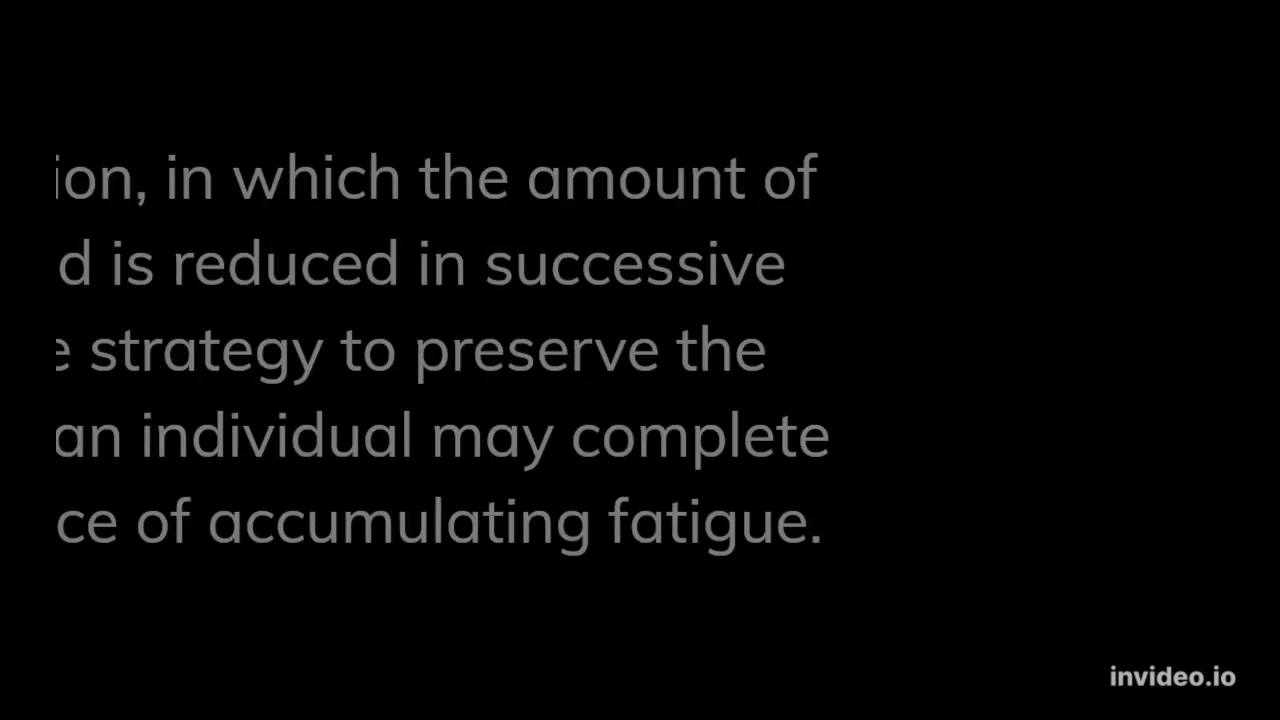 ion, in which the amount of
d is reduced in successive
e strategy to preserve the
an individual may complete
ce of accumulating fatigue.
invideo.io